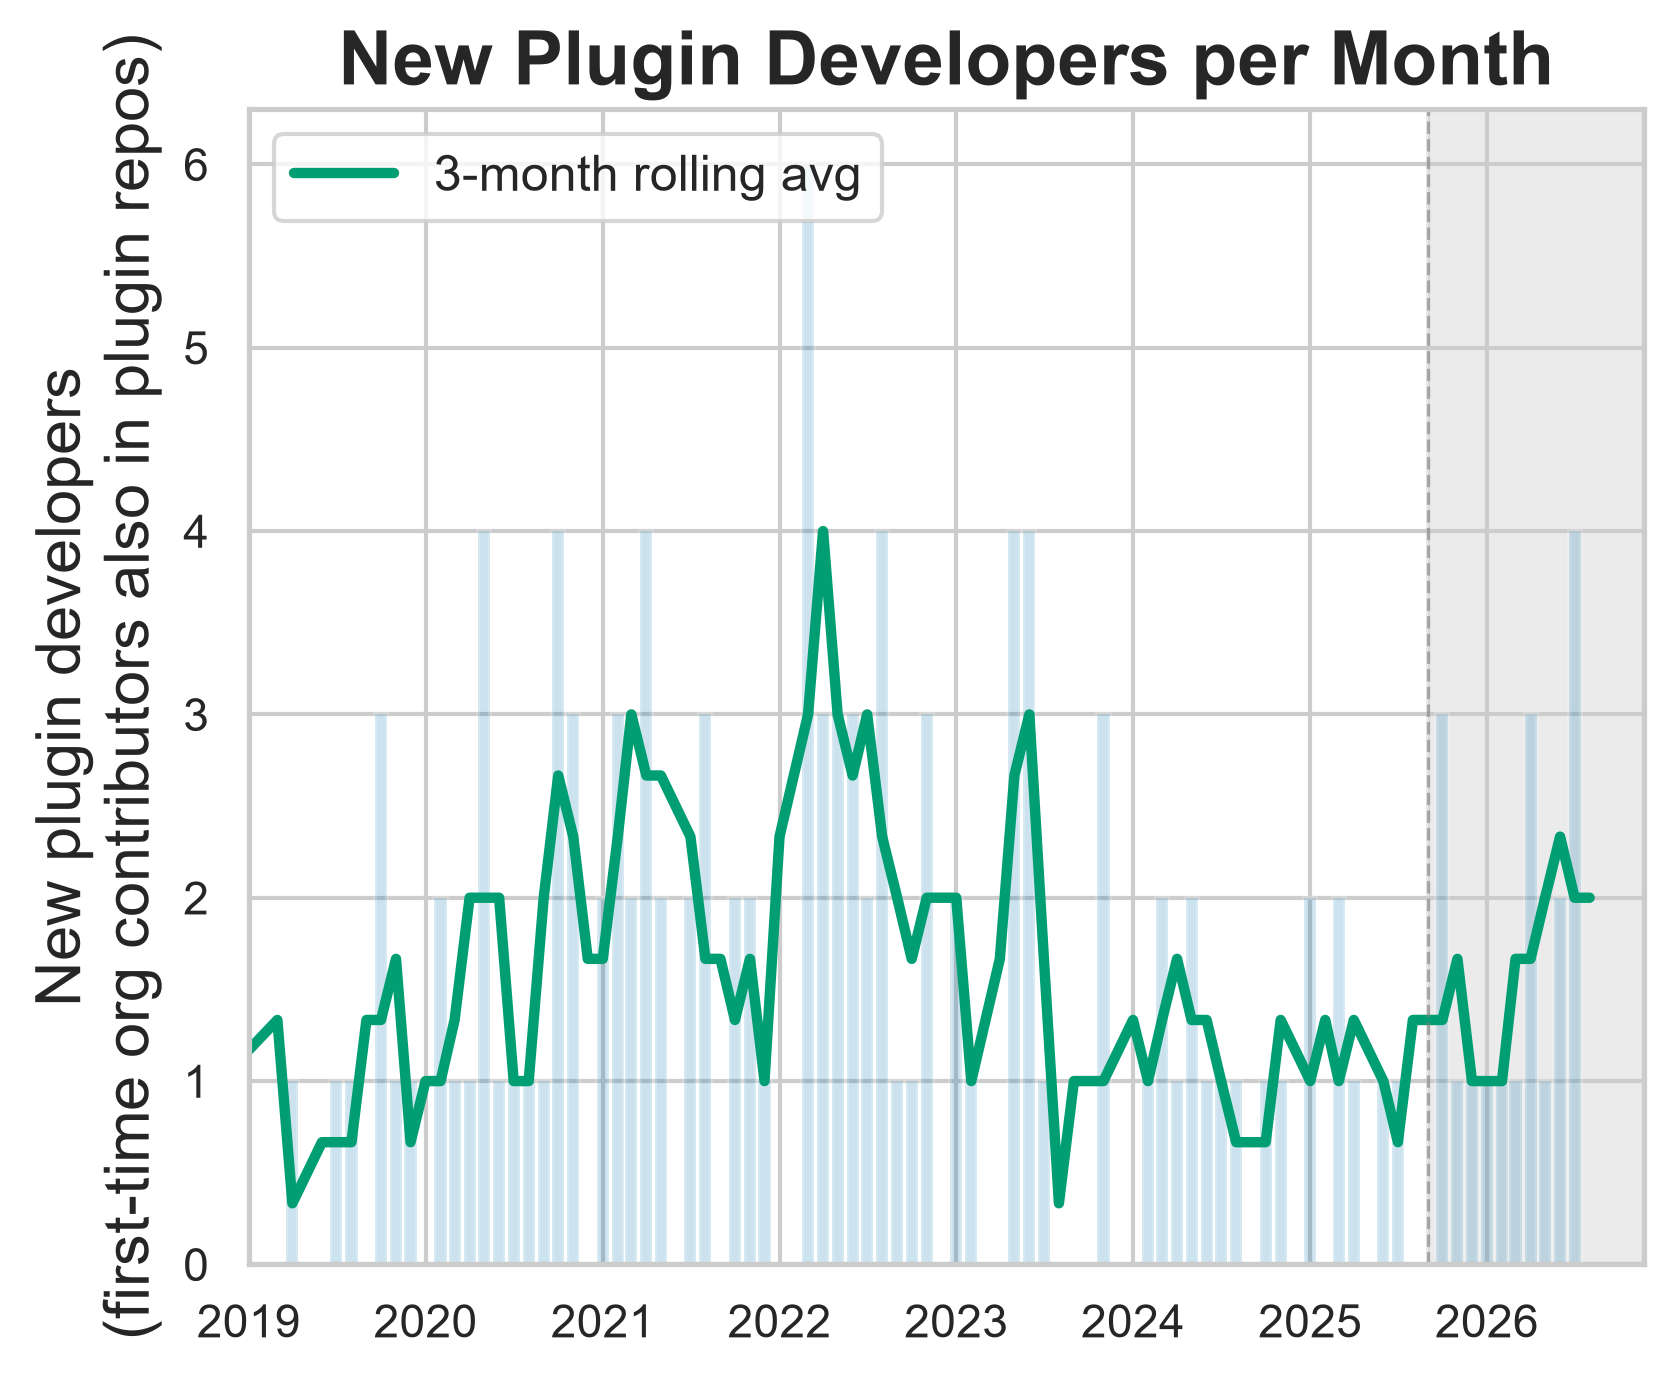 New Plugin Developers per Month
3-month rolling avg
New plugin developers
(first-time org contributors also in plugin repos)
6
5
4
3
2
1
0
2019 2020 2021 2022 2023 2024 2025 2026